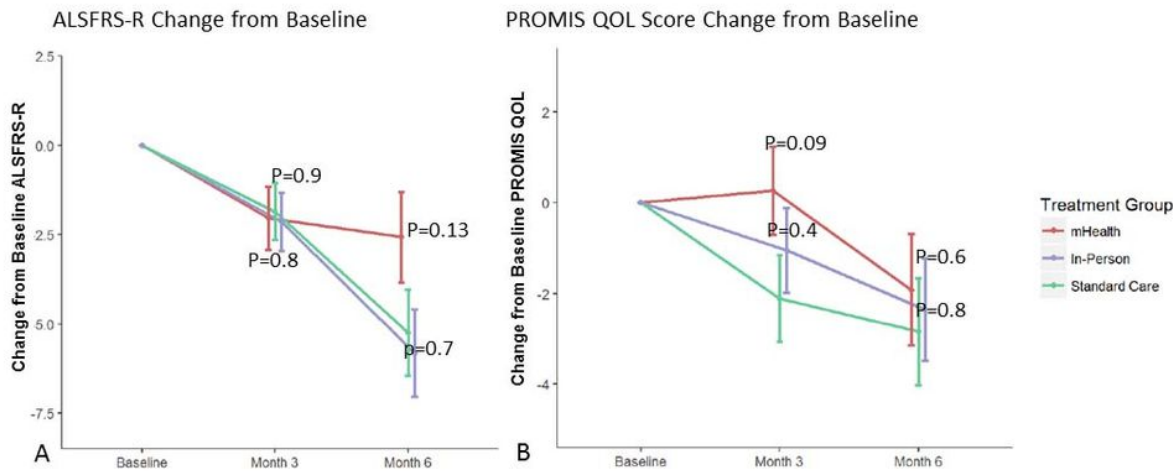 ALSFRS-R Change from Baseline
2.5
0.0
2.5
-5.0
-7.5
Change from Baseline ALSFRS-R
P=0.9
P=0.8
P=0.13
p=0.7
Baseline
Month 3
Month 6
A
PROMIS QOL Score Change from Baseline
2
0
-2
-4
Change from Baseline PROMIS QOL
P=0.09
P=0.4
P=0.6
P=0.8
Baseline
Month 3
Month 6
B
Treatment Group
mHealth
In-Person
Standard Care